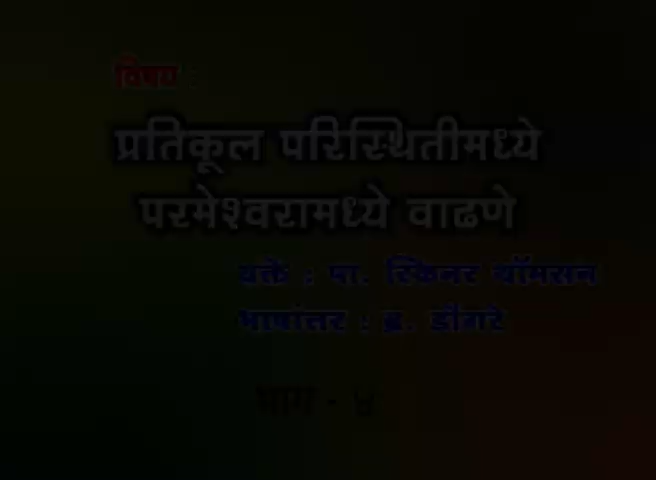 विषय :
प्रतिकूल परिस्थितीमध्ये
परमेश्वरामध्ये वाढणे
वक्ते : पा. स्किनर थॉमसन
भाषांतर : ब्र. डोंगरे
भाग - ४